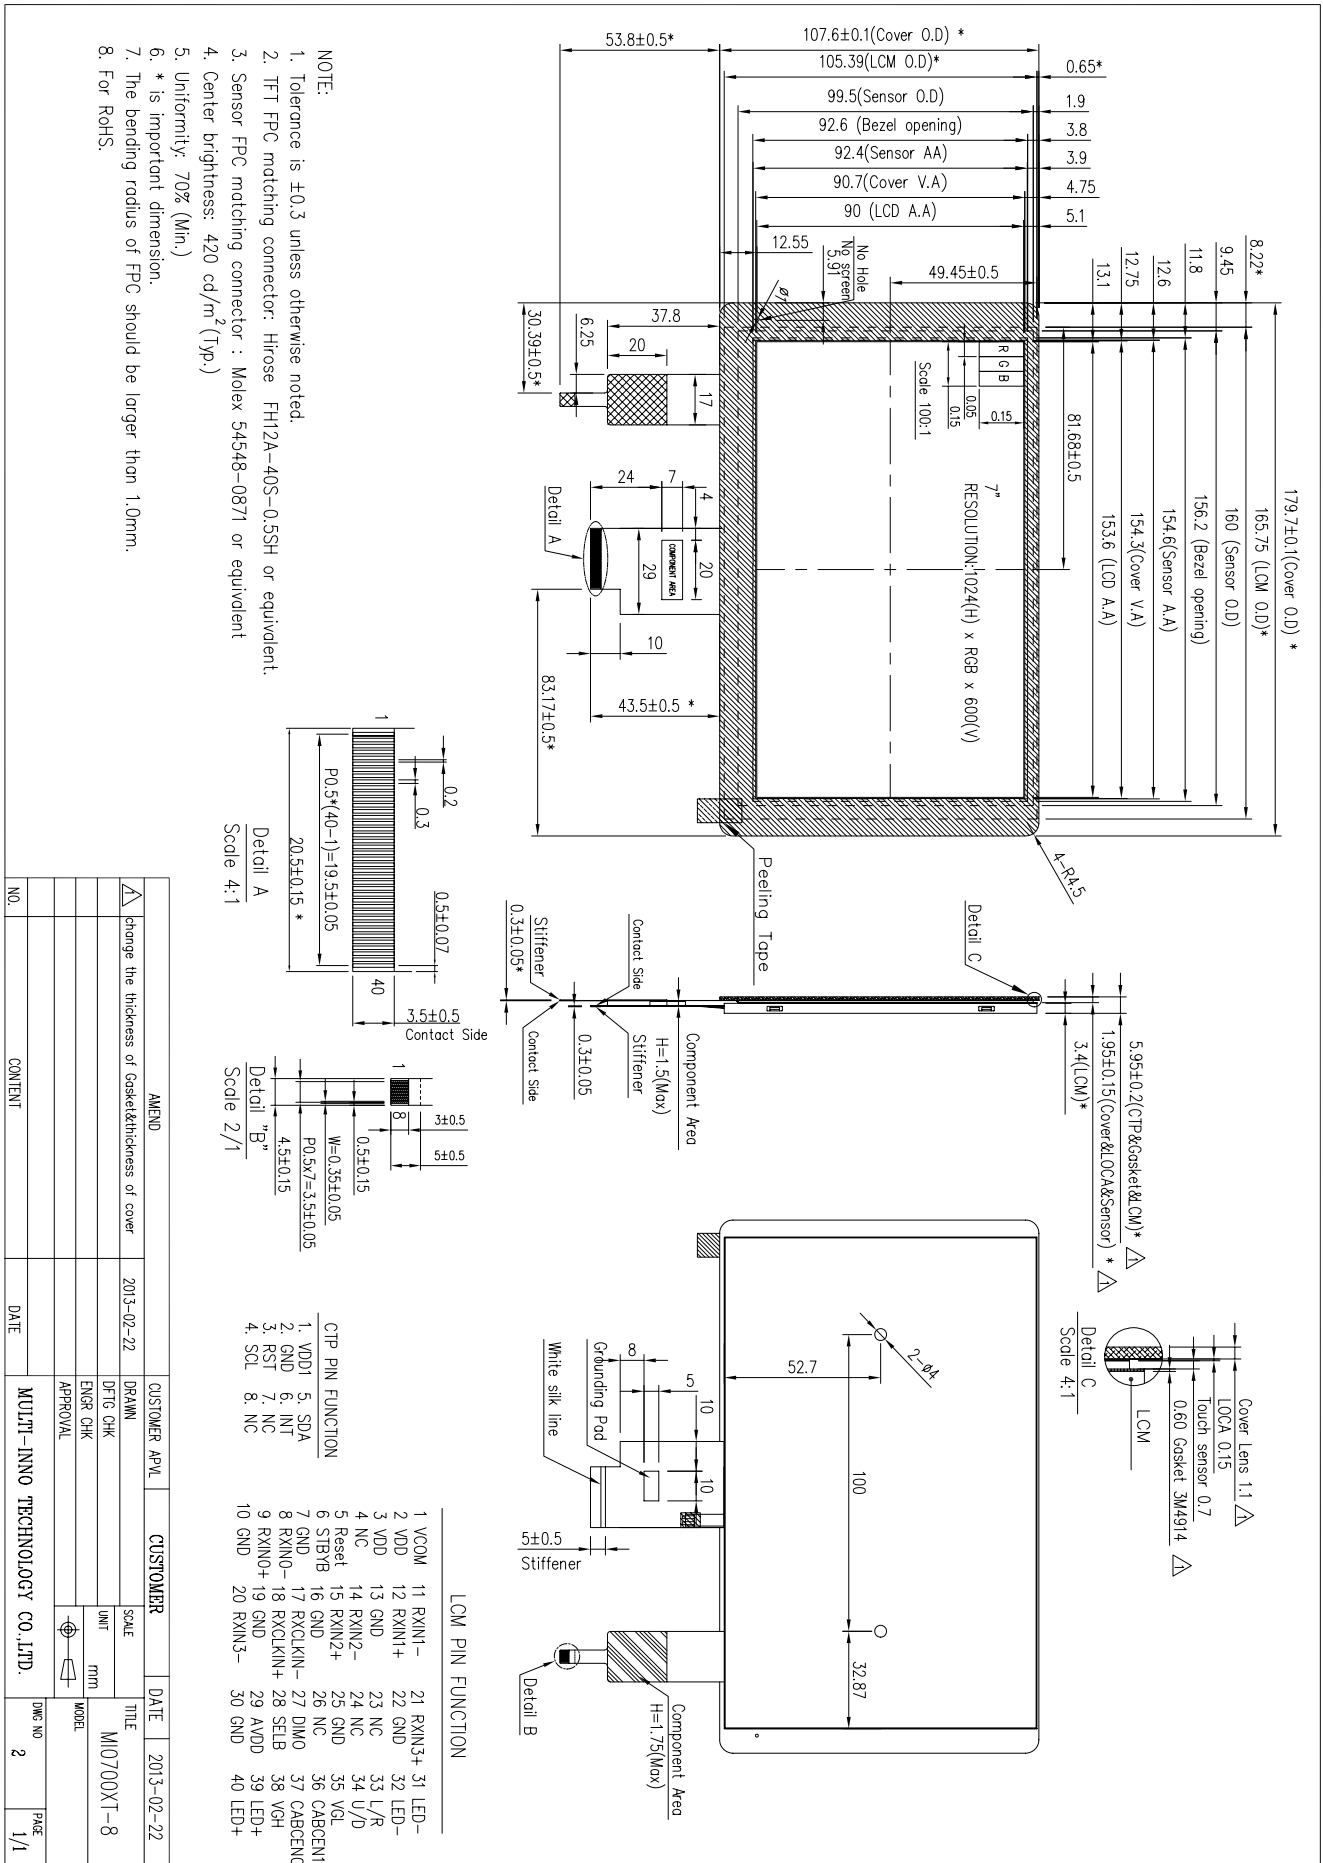 179.7±0.1(Cover O.D) *
165.75 (LCM O.D)*
160 (Sensor O.D)
156.2 (Bezel opening)
154.6(Sensor A.A)
154.3(Cover V.A)
153.6 (LCD A.A)
8.22*
9.45
11.8
12.6
12.75
13.1
81.68±0.5
4-R4.5
107.6±0.1(Cover O.D) *
105.39(LCM O.D)*
99.5(Sensor O.D)
92.6 (Bezel opening)
92.4(Sensor AA)
90.7(Cover V.A)
90 (LCD A.A)
0.65*
1.9
3.8
3.9
4.75
5.1
53.8±0.5*
12.55
49.45±0.5
No Hole
No screen
5.91
R G B
0.15
0.05
0.15
Scale 100:1
7"
RESOLUTION:1024(H) x RGB x 600(V)
37.8
20
6.25
30.39±0.5*
17
24
7
4
20
29
COMPONENT AREA
Detail A
10
83.17±0.5*
43.5±0.5 *
Peeling Tape
Detail C
5.95±0.2(CTP&Gasket&LCM)* 1
1.95±0.15(Cover&LOCA&Sensor) * 1
3.4(LCM)*
Component Area
H=1.5(Max)
Contact Side
Stiffener
0.3±0.05
Stiffener
0.3±0.05*
Contact Side
Cover Lens 1.1 1
LOCA 0.15
Touch sensor 0.7
0.60 Gasket 3M4914 1
LCM
Detail C
Scale 4:1
2-ø4
52.7
100
32.87
8
5
10
10
Grounding Pad
White silk line
5±0.5
Stiffener
Component Area
H=1.75(Max)
Detail B
1
0.2
0.3
0.5±0.07
40
3.5±0.5
Contact Side
P0.5*(40-1)=19.5±0.05
20.5±0.15 *
Detail A
Scale 4:1
1
8
3±0.5
5±0.5
0.5±0.15
W=0.35±0.05
P0.5x7=3.5±0.05
4.5±0.15
Detail "B"
Scale 2/1
NOTE:
1. Tolerance is ±0.3 unless otherwise noted.
2. TFT FPC matching connector: Hirose FH12A-40S-0.5SH or equivalent.
3. Sensor FPC matching connector : Molex 54548-0871 or equivalent
4. Center brightness: 420 cd/m² (Typ.)
5. Uniformity: 70% (Min.)
6. * is important dimension.
7. The bending radius of FPC should be larger than 1.0mm.
8. For RoHS.
CTP PIN FUNCTION
1. VDD1 5. SDA
2. GND 6. INT
3. RST 7. NC
4. SCL 8. NC
LCM PIN FUNCTION
1 VCOM 11 RXIN1- 21 RXIN3+ 31 LED-
2 VDD 12 RXIN1+ 22 GND 32 LED-
3 VDD 13 GND 23 NC 33 L/R
4 NC 14 RXIN2- 24 NC 34 U/D
5 Reset 15 RXIN2+ 25 GND 35 VGL
6 STBYB 16 GND 26 NC 36 CABCEN1
7 GND 17 RXCLKIN- 27 DIMO 37 CABCEN0
8 RXIN0- 18 RXCLKIN+ 28 SELB 38 VGH
9 RXIN0+ 19 GND 29 AVDD 39 LED+
10 GND 20 RXIN3- 30 GND 40 LED+
AMEND
1 change the thickness of Gasket&thickness of cover 2013-02-22
NO. CONTENT DATE
CUSTOMER APVL CUSTOMER DATE 2013-02-22
DRAWN SCALE TITLE MI0700XT-8
DFTG CHK UNIT mm
ENGR CHK MODEL
APPROVAL
MULTI-INNO TECHNOLOGY CO.,LTD. DWG NO 2 PAGE 1/1